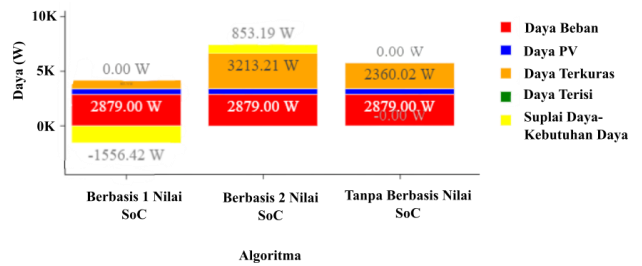 10K
5K
0K
Daya (W)
0.00 W
2879.00 W
-1556.42 W
853.19 W
3213.21 W
2879.00 W
0.00 W
2360.02 W
2879.00 W
-0.00 W
Berbasis 1 Nilai
SoC
Berbasis 2 Nilai
SoC
Tanpa Berbasis Nilai
SoC
Algoritma
Daya Beban
Daya PV
Daya Terkuras
Daya Terisi
Suplai Daya-
Kebutuhan Daya